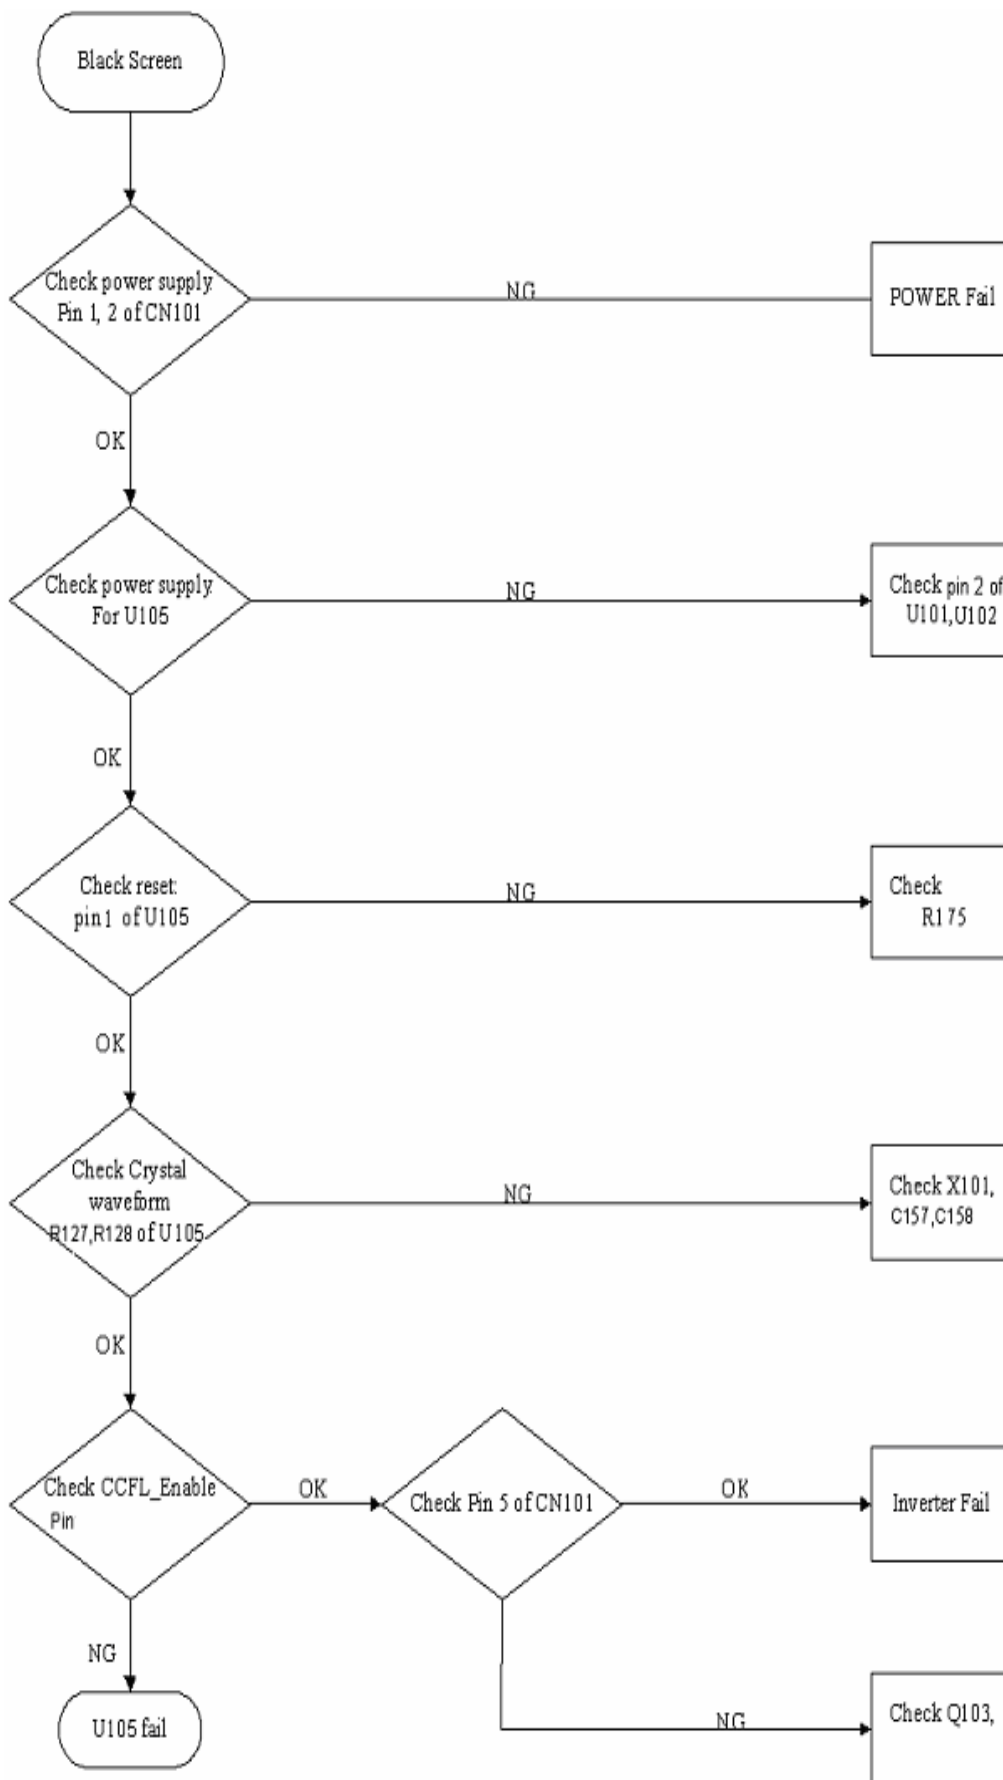 Black Screen
Check power supply:
Pin 1, 2 of CN101
NG
POWER Fail
OK
Check power supply:
For U105
NG
Check pin 2 of
U101,U102
OK
Check reset:
pin 1 of U105
NG
Check
R175
OK
Check Crystal
waveform
R127,R128 of U105
NG
Check X101,
C157,C158
OK
Check CCFL_Enable
Pin
OK
Check Pin 5 of CN101
OK
Inverter Fail
NG
U105 fail
NG
Check Q103,